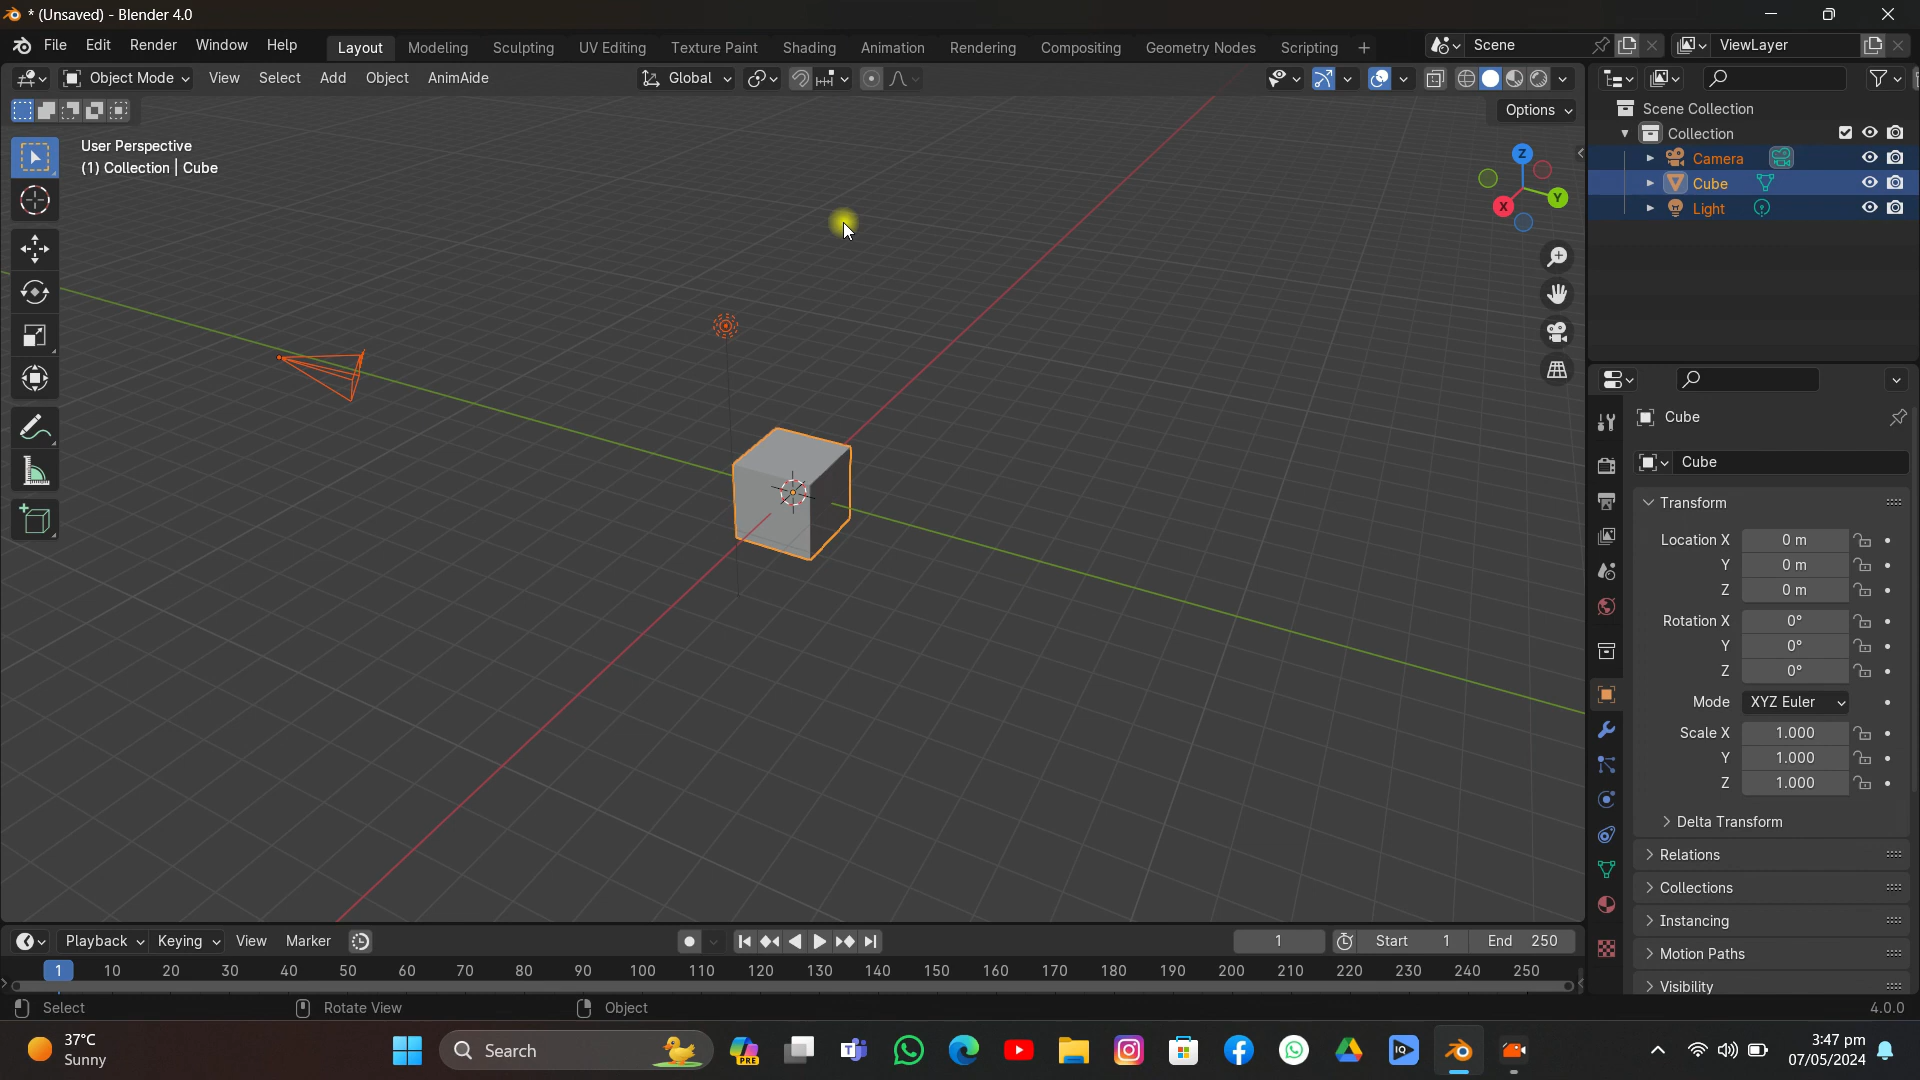 * (Unsaved) - Blender 4.0
File Edit Render Window Help Layout Modeling Sculpting UV Editing Texture Paint Shading Animation Rendering Compositing Geometry Nodes Scripting + Scene ViewLayer
Object Mode View Select Add Object AnimAide Global
Options
User Perspective
(1) Collection | Cube
Z
Y
X
Scene Collection
Collection
Camera
Cube
Light
Cube
Cube
Transform
Location X 0 m
Y 0 m
Z 0 m
Rotation X 0°
Y 0°
Z 0°
Mode XYZ Euler
Scale X 1.000
Y 1.000
Z 1.000
Delta Transform
Relations
Collections
Instancing
Motion Paths
Visibility
Playback Keying View Marker 1 Start 1 End 250
1 10 20 30 40 50 60 70 80 90 100 110 120 130 140 150 160 170 180 190 200 210 220 230 240 250
Select Rotate View Object 4.0.0
37°C
Sunny
Search
PRE
IQ
3:47 pm
07/05/2024